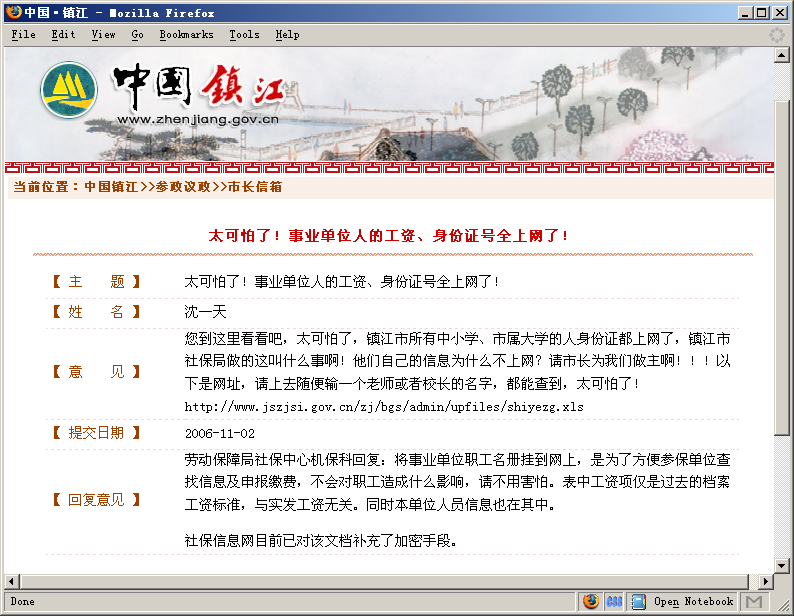 中国·镇江 - Mozilla Firefox
File Edit View Go Bookmarks Tools Help
中国镇江
www.zhenjiang.gov.cn
当前位置：中国镇江>>参政议政>>市长信箱
太可怕了！事业单位人的工资、身份证号全上网了！
【 主　　题 】 太可怕了！事业单位人的工资、身份证号全上网了！
【 姓　　名 】 沈一天
您到这里看看吧，太可怕了，镇江市所有中小学、市属大学的人身份证都上网了，镇江市
社保局做的这叫什么事啊！他们自己的信息为什么不上网？请市长为我们做主啊！！！以
【 意　　见 】
下是网址，请上去随便输一个老师或者校长的名字，都能查到，太可怕了！
http://www.jszjsi.gov.cn/zj/bgs/admin/upfiles/shiyezg.xls
【 提交日期 】 2006-11-02
劳动保障局社保中心机保科回复：将事业单位职工名册挂到网上，是为了方便参保单位查
找信息及申报缴费，不会对职工造成什么影响，请不用害怕。表中工资项仅是过去的档案
【 回复意见 】
工资标准，与实发工资无关。同时本单位人员信息也在其中。
社保信息网目前已对该文档补充了加密手段。
Done
CSS
Open Notebook